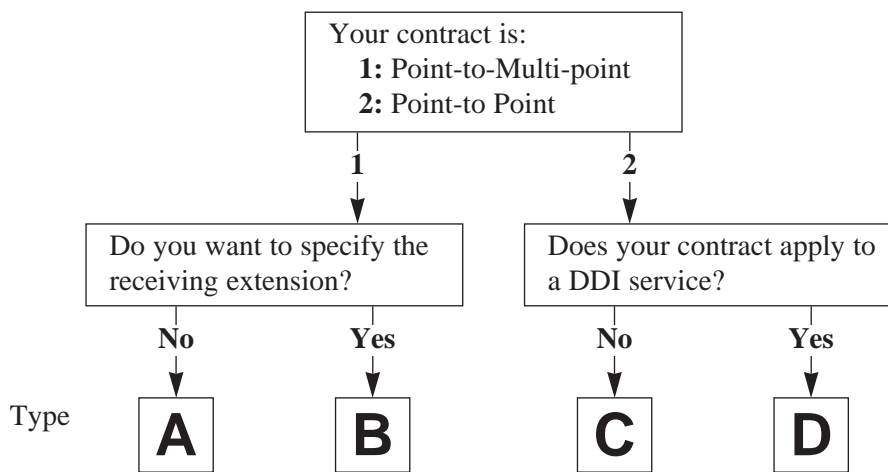 Your contract is:
1: Point-to-Multi-point
2: Point-to Point
1
2
Do you want to specify the
receiving extension?
Does your contract apply to
a DDI service?
No
Yes
No
Yes
Type
A
B
C
D